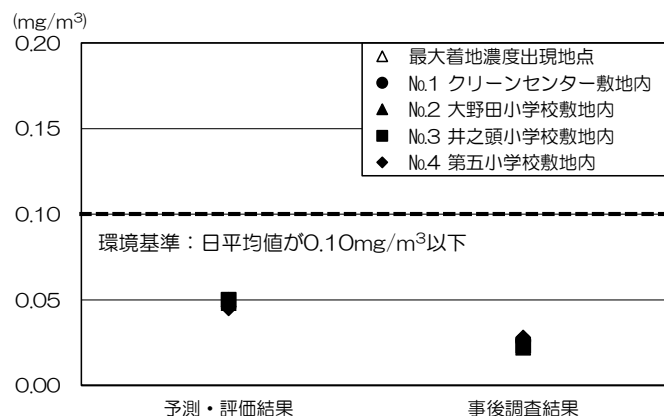 (mg/m³)
0.20
△ 最大着地濃度出現地点
● №1 クリーンセンター敷地内
▲ №2 大野田小学校敷地内
■ №3 井之頭小学校敷地内
◆ №4 第五小学校敷地内
0.15
0.10
環境基準：日平均値が0.10mg/m³以下
0.05
0.00
予測・評価結果
事後調査結果